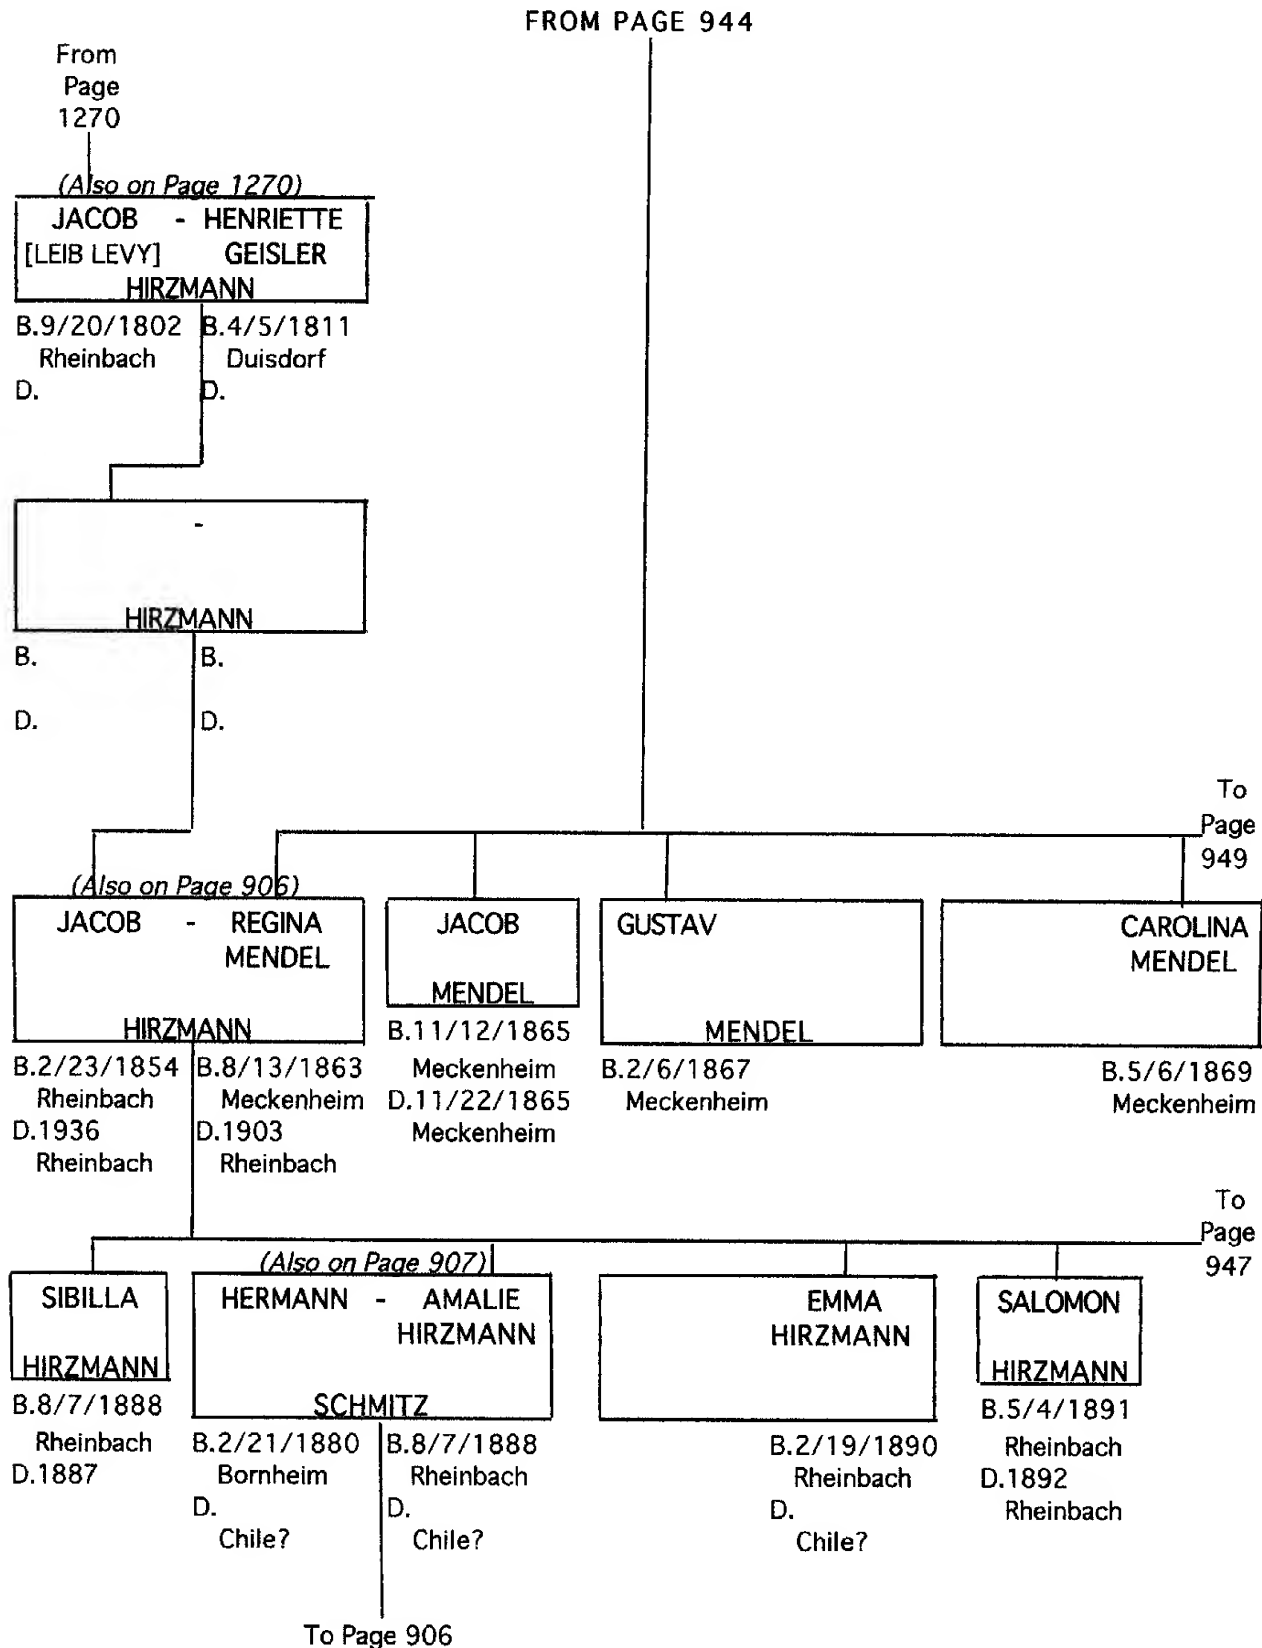 FROM PAGE 944
From
Page
1270
(Also on Page 1270)
JACOB - HENRIETTE
[LEIB LEVY] GEISLER
HIRZMANN
B.9/20/1802 B.4/5/1811
Rheinbach Duisdorf
D. D.
-
HIRZMANN
B. B.
D. D.
To
Page
949
(Also on Page 906)
JACOB - REGINA
MENDEL
HIRZMANN
B.2/23/1854 B.8/13/1863
Rheinbach Meckenheim
D.1936 D.1903
Rheinbach Rheinbach
JACOB
MENDEL
B.11/12/1865
Meckenheim
D.11/22/1865
Meckenheim
GUSTAV
MENDEL
B.2/6/1867
Meckenheim
CAROLINA
MENDEL
B.5/6/1869
Meckenheim
To
Page
947
SIBILLA
HIRZMANN
B.8/7/1888
Rheinbach
D.1887
(Also on Page 907)
HERMANN - AMALIE
HIRZMANN
SCHMITZ
B.2/21/1880 B.8/7/1888
Bornheim Rheinbach
D. D.
Chile? Chile?
EMMA
HIRZMANN
B.2/19/1890
Rheinbach
D.
Chile?
SALOMON
HIRZMANN
B.5/4/1891
Rheinbach
D.1892
Rheinbach
To Page 906